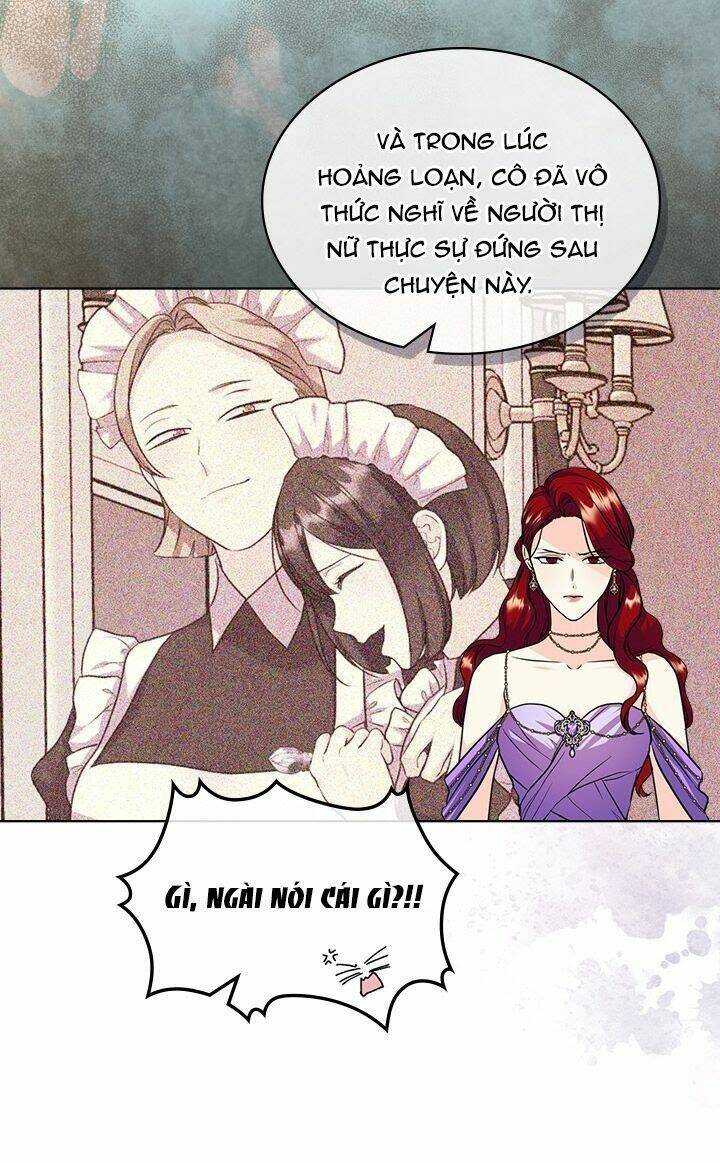 VÀ TRONG LÚC
HOẢNG LOẠN, CÔ ĐÃ VÔ
THỨC NGHĨ VỀ NGƯỜI THỊ
NỮ THỰC SỰ ĐỨNG SAU
CHUYỆN NÀY.
GÌ, NGÀI NÓI CÁI GÌ?!!